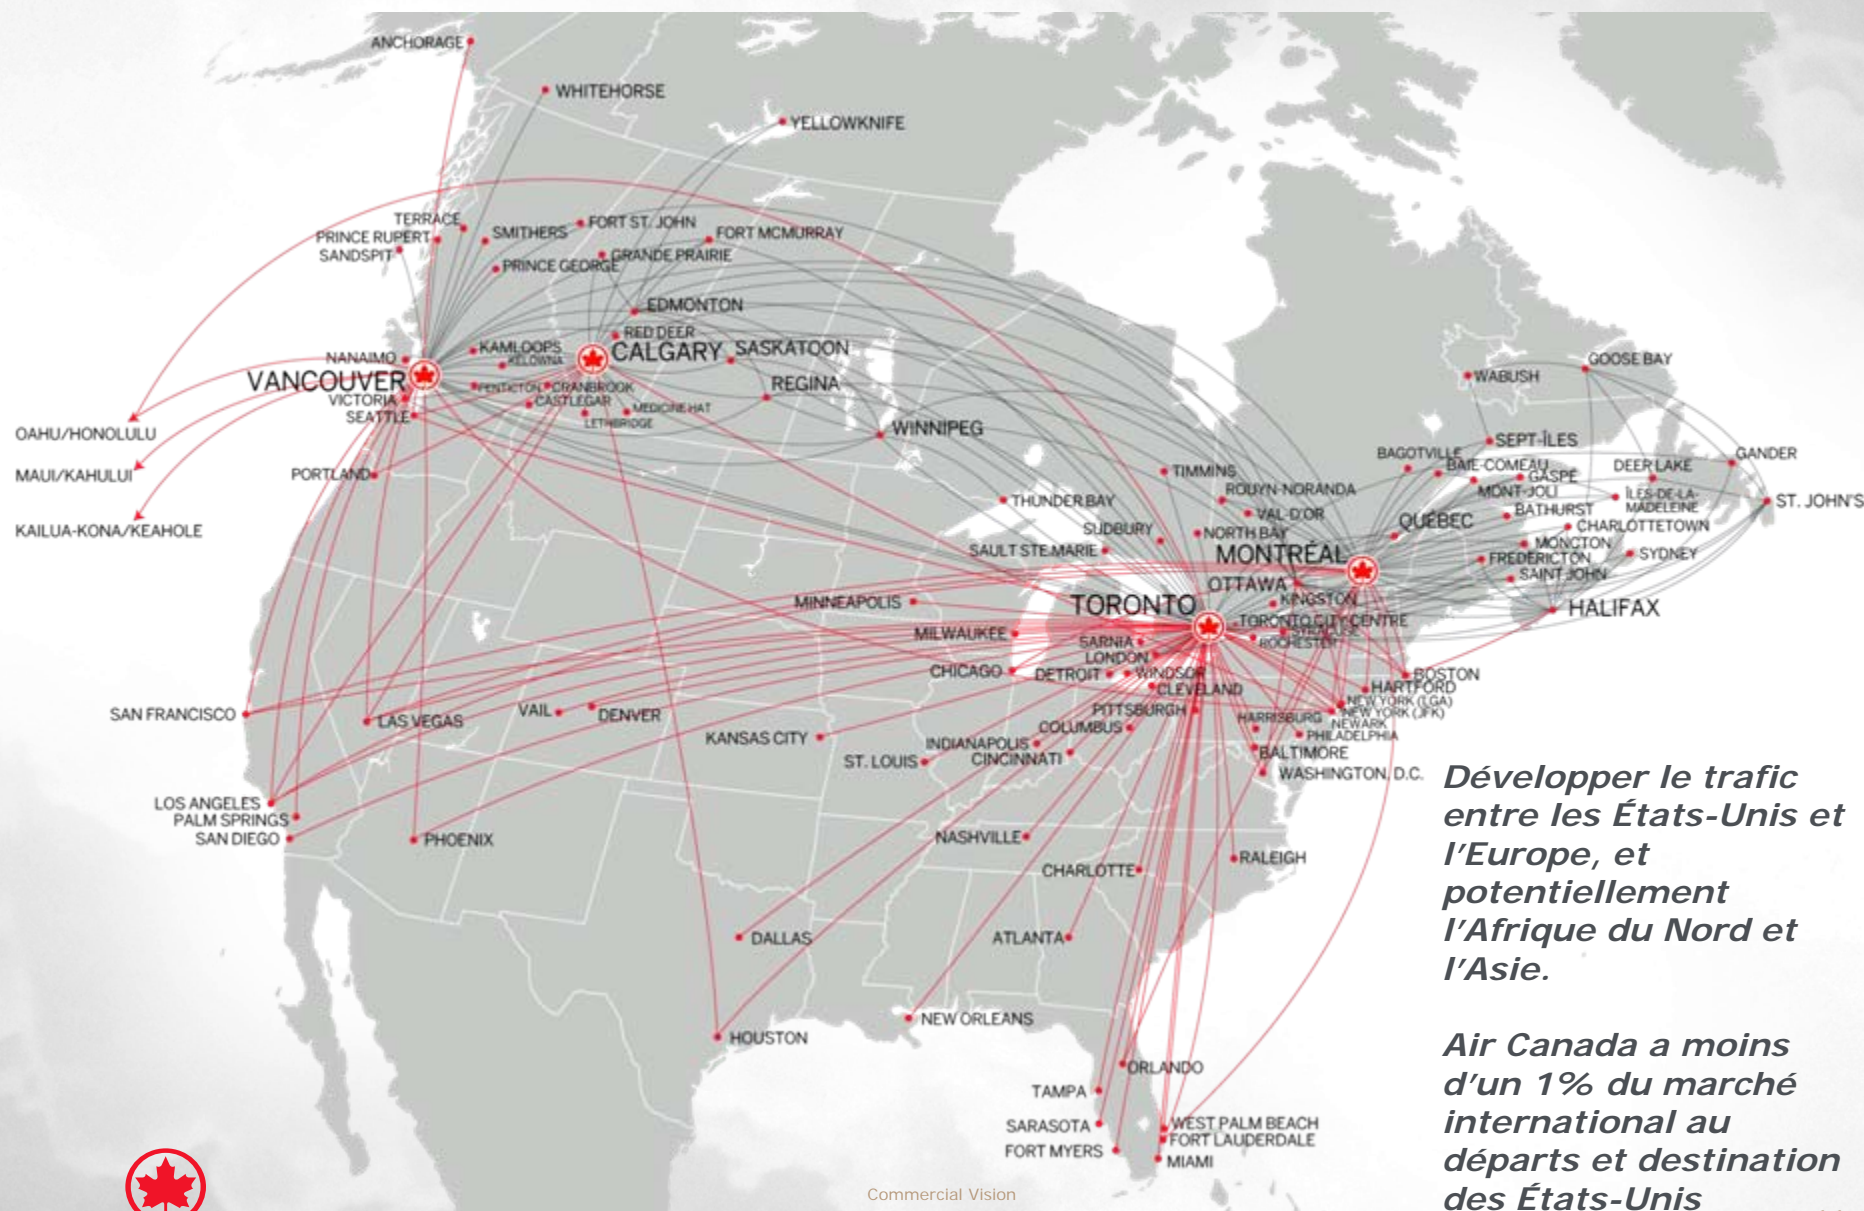 ANCHORAGE
WHITEHORSE
YELLOWKNIFE
TERRACE
PRINCE RUPERT
SANDSPIT
SMITHERS
FORT ST. JOHN
FORT MCMURRAY
GRANDE PRAIRIE
PRINCE GEORGE
EDMONTON
RED DEER
CALGARY
SASKATOON
KAMLOOPS
KELOWNA
NANAIMO
VANCOUVER
VICTORIA
SEATTLE
PENTICTON
CRANBROOK
CASTLEGAR
MEDICINE HAT
LETHBRIDGE
REGINA
WINNIPEG
OAHU/HONOLULU
MAUI/KAHULUI
KAILUA-KONA/KEAHOLE
PORTLAND
GOOSE BAY
WABUSH
SEPT-ÎLES
BAGOTVILLE
BAIE-COMEAU
GASPÉ
MONT-JOLI
DEER LAKE
GANDER
ÎLES-DE-LA-
MADELEINE
ST. JOHN'S
BATHURST
CHARLOTTETOWN
MONCTON
FREDERICTON
SYDNEY
SAINT JOHN
HALIFAX
TIMMINS
ROUYN-NORANDA
VAL-D'OR
THUNDER BAY
SUDBURY
NORTH BAY
SAULT STE. MARIE
QUÉBEC
MONTRÉAL
OTTAWA
KINGSTON
TORONTO
TORONTO CITY CENTRE
SYRACUSE
ROCHESTER
MINNEAPOLIS
MILWAUKEE
SARNIA
LONDON
CHICAGO
DETROIT
WINDSOR
CLEVELAND
BOSTON
HARTFORD
NEW YORK (LGA)
NEW YORK (JFK)
NEWARK
PITTSBURGH
HARRISBURG
PHILADELPHIA
COLUMBUS
BALTIMORE
WASHINGTON, D.C.
INDIANAPOLIS
CINCINNATI
SAN FRANCISCO
LAS VEGAS
VAIL
DENVER
KANSAS CITY
ST. LOUIS
LOS ANGELES
PALM SPRINGS
SAN DIEGO
PHOENIX
NASHVILLE
CHARLOTTE
RALEIGH
DALLAS
ATLANTA
HOUSTON
NEW ORLEANS
ORLANDO
TAMPA
SARASOTA
FORT MYERS
WEST PALM BEACH
FORT LAUDERDALE
MIAMI
Développer le trafic
entre les États-Unis et
l'Europe, et
potentiellement
l'Afrique du Nord et
l'Asie.
Air Canada a moins
d'un 1% du marché
international au
départs et destination
des États-Unis
Commercial Vision